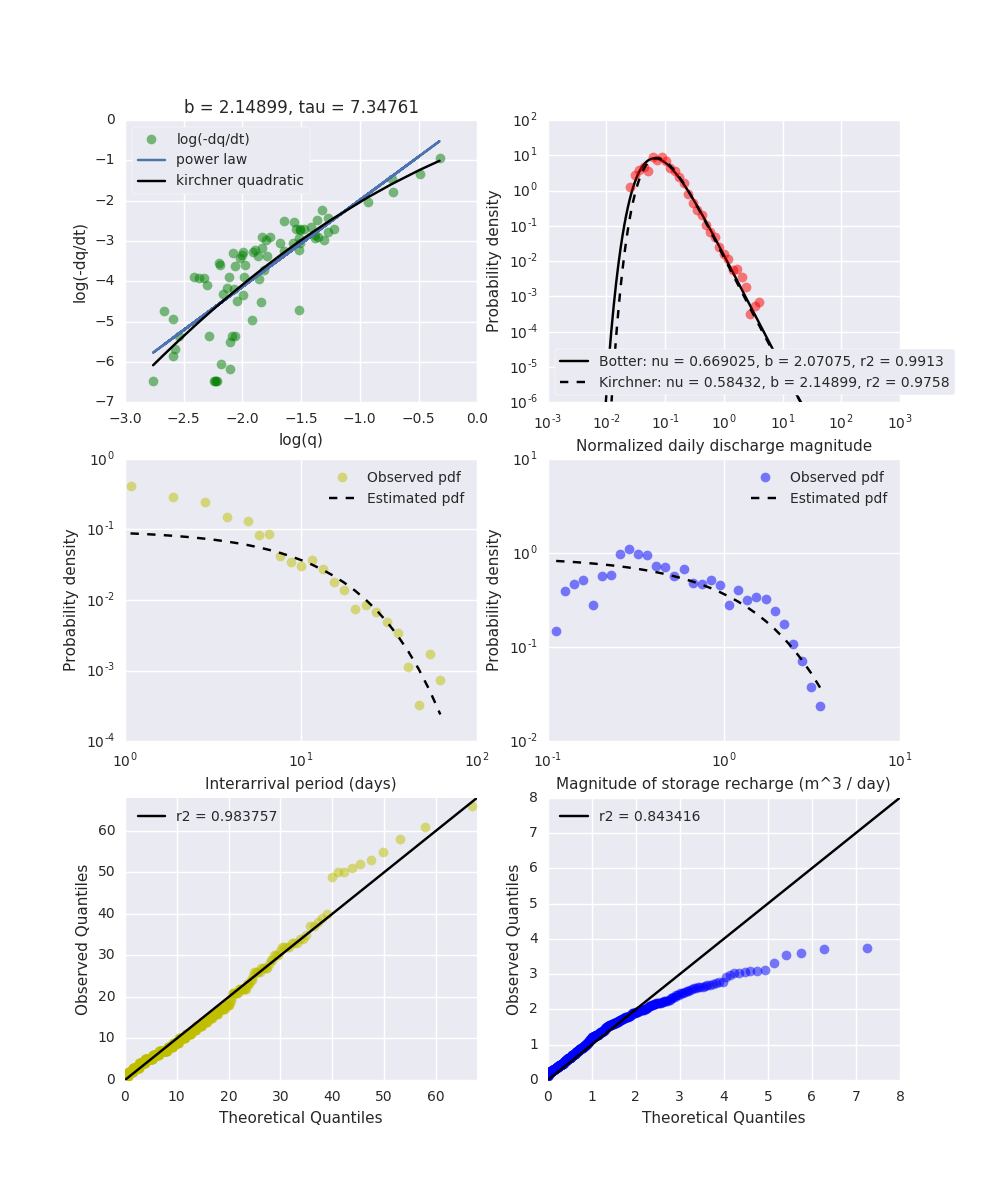 b = 2.14899, tau = 7.34761
log(-dq/dt)
0
−1
−2
−3
−4
−5
−6
−7
log(-dq/dt)
power law
kirchner quadratic
−3.0 −2.5 −2.0 −1.5 −1.0 −0.5 0.0
log(q)
Probability density
10^2
10^1
10^0
10^-1
10^-2
10^-3
10^-4
10^-5
10^-6
Botter: nu = 0.669025, b = 2.07075, r2 = 0.9913
Kirchner: nu = 0.58432, b = 2.14899, r2 = 0.9758
10^-3 10^-2 10^-1 10^0 10^1 10^2 10^3
Normalized daily discharge magnitude
Probability density
10^0
10^-1
10^-2
10^-3
10^-4
Observed pdf
Estimated pdf
10^0 10^1 10^2
Interarrival period (days)
Probability density
10^1
10^0
10^-1
10^-2
Observed pdf
Estimated pdf
10^-1 10^0 10^1
Magnitude of storage recharge (m^3 / day)
Observed Quantiles
60
50
40
30
20
10
0
r2 = 0.983757
0 10 20 30 40 50 60
Theoretical Quantiles
Observed Quantiles
8
7
6
5
4
3
2
1
0
r2 = 0.843416
0 1 2 3 4 5 6 7 8
Theoretical Quantiles